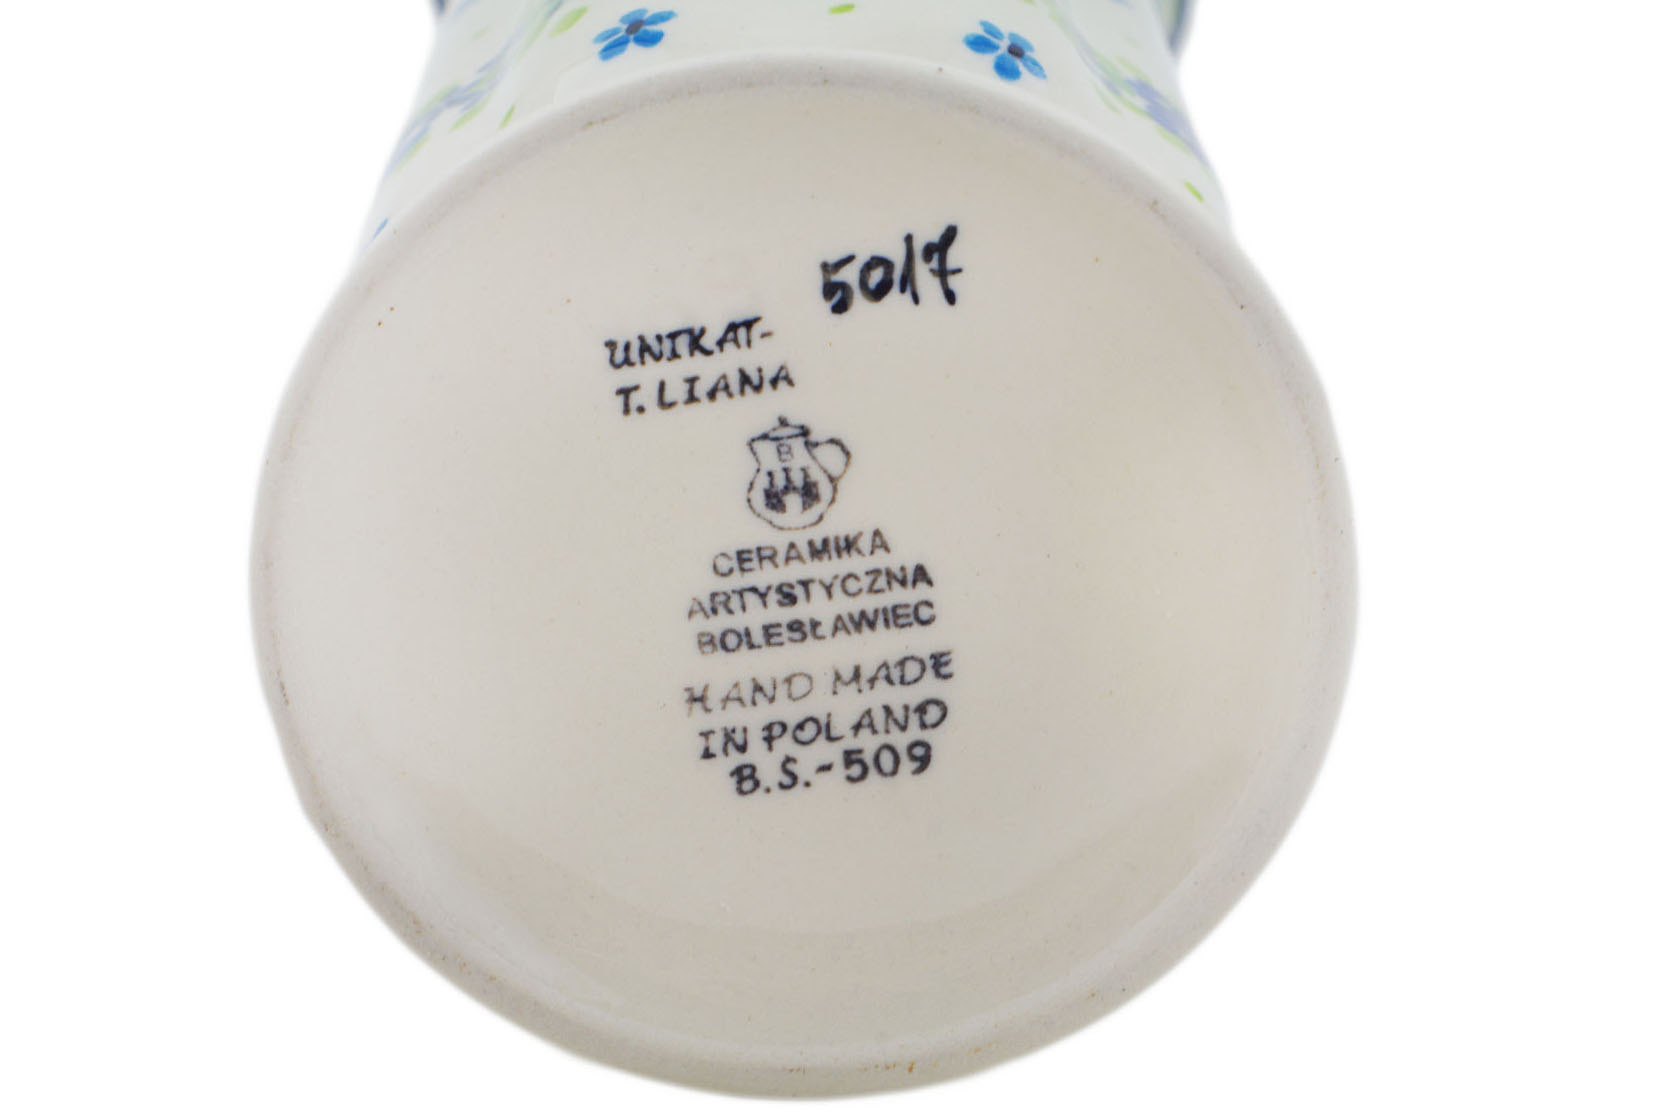 5017
UNIKAT-
T. LIANA
B
CERAMIKA
ARTYSTYCZNA
BOLESŁAWIEC
HAND MADE
IN POLAND
B.Ś.-509